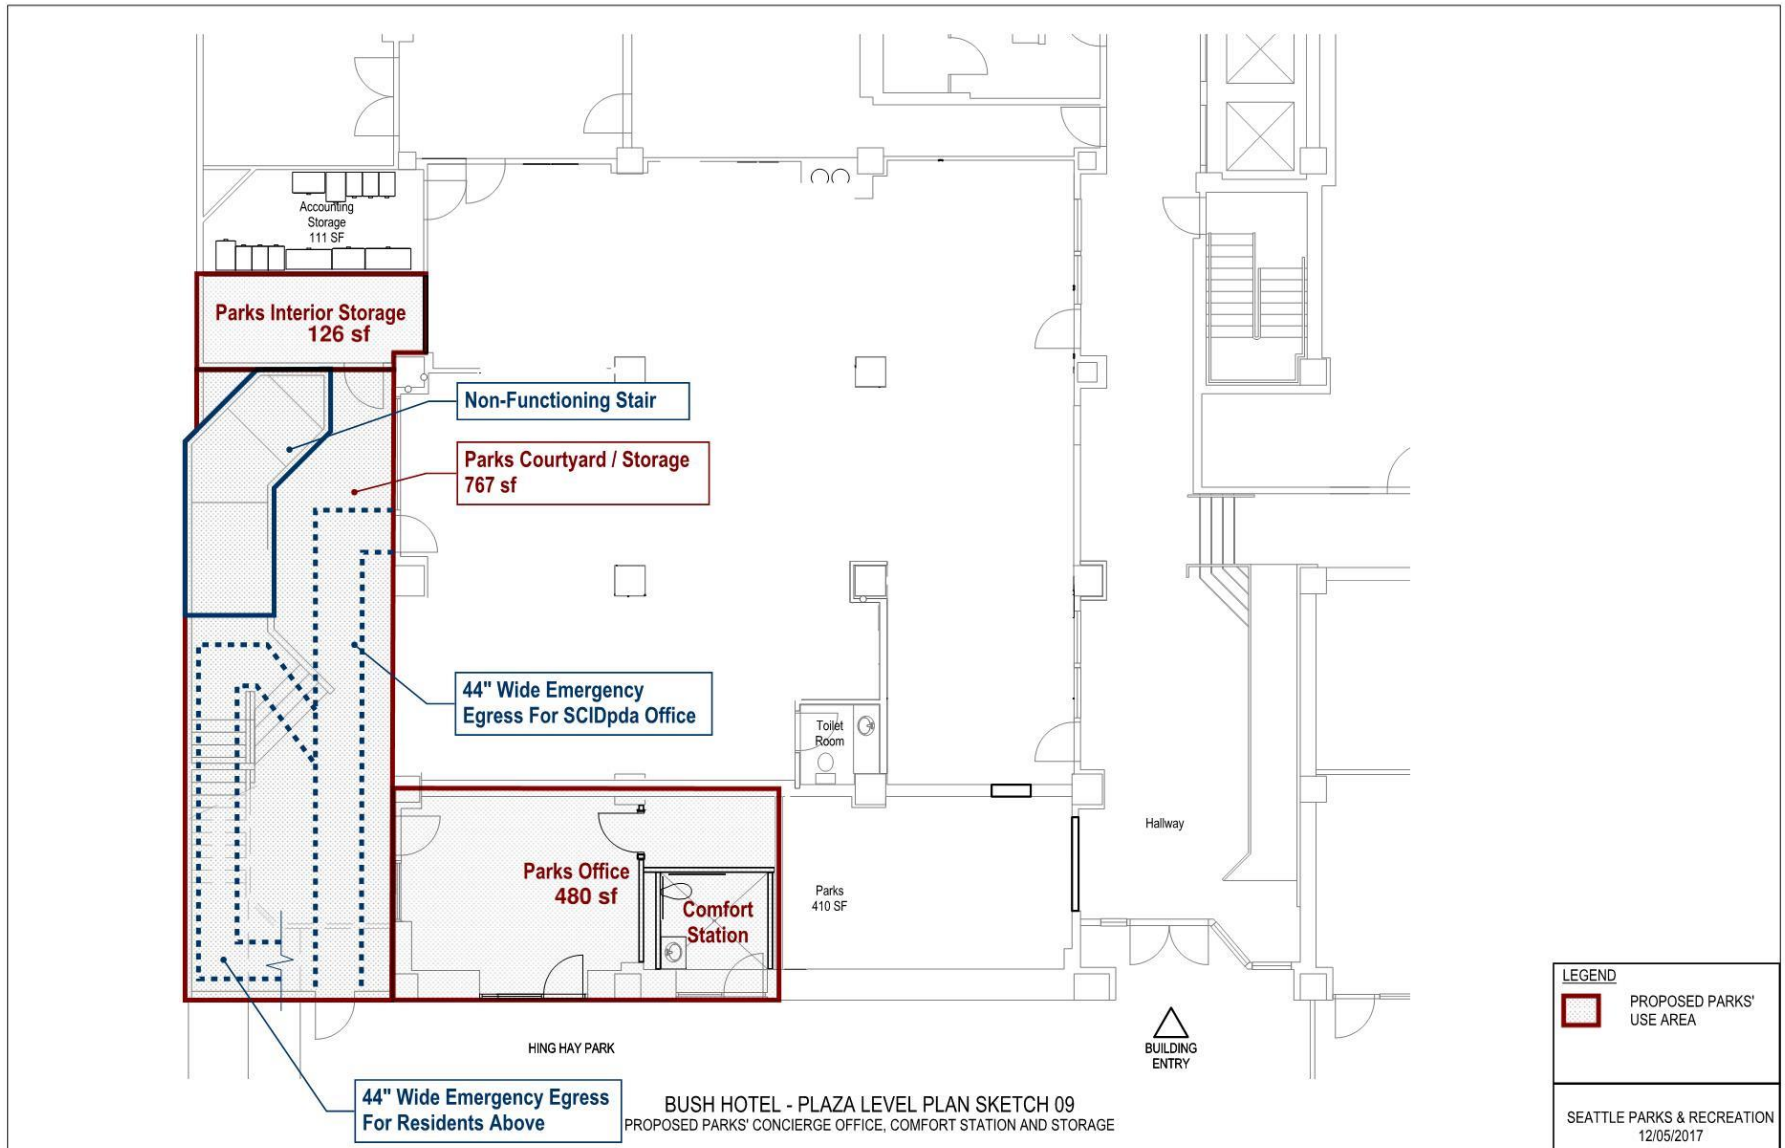 Accounting
Storage
111 SF
Parks Interior Storage
126 sf
Non-Functioning Stair
Parks Courtyard / Storage
767 sf
44" Wide Emergency
Egress For SCIDpda Office
Toilet
Room
Hallway
Parks Office
480 sf
Comfort
Station
Parks
410 SF
HING HAY PARK
BUILDING
ENTRY
44" Wide Emergency Egress
For Residents Above
BUSH HOTEL - PLAZA LEVEL PLAN SKETCH 09
PROPOSED PARKS' CONCIERGE OFFICE, COMFORT STATION AND STORAGE
LEGEND
PROPOSED PARKS'
USE AREA
SEATTLE PARKS & RECREATION
12/05/2017